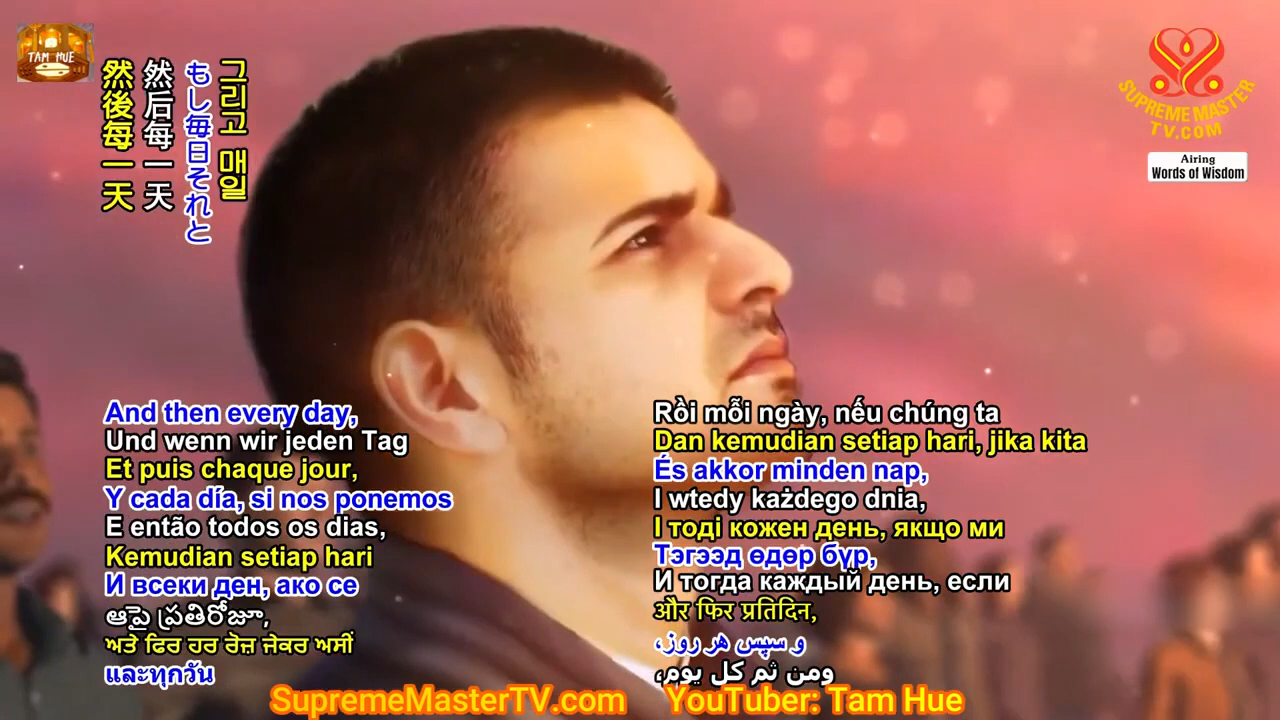 TAM HUE
然後每一天
然后每一天
もし毎日それと
그리고 매일
SUPREME MASTER
TV.COM
Airing
Words of Wisdom
And then every day,
Und wenn wir jeden Tag
Et puis chaque jour,
Y cada día, si nos ponemos
E então todos os dias,
Kemudian setiap hari
И всеки ден, ако се
ఆపై ప్రతిరోజూ,
ਅਤੇ ਫਿਰ ਹਰ ਰੋਜ਼ ਜੇਕਰ ਅਸੀਂ
และทุกวัน
Rồi mỗi ngày, nếu chúng ta
Dan kemudian setiap hari, jika kita
És akkor minden nap,
I wtedy każdego dnia,
І тоді кожен день, якщо ми
Тэгээд өдөр бүр,
И тогда каждый день, если
और फिर प्रतिदिन,
و سپس هر روز،
ومن ثم كل يوم،
SupremeMasterTV.com
YouTuber: Tam Hue